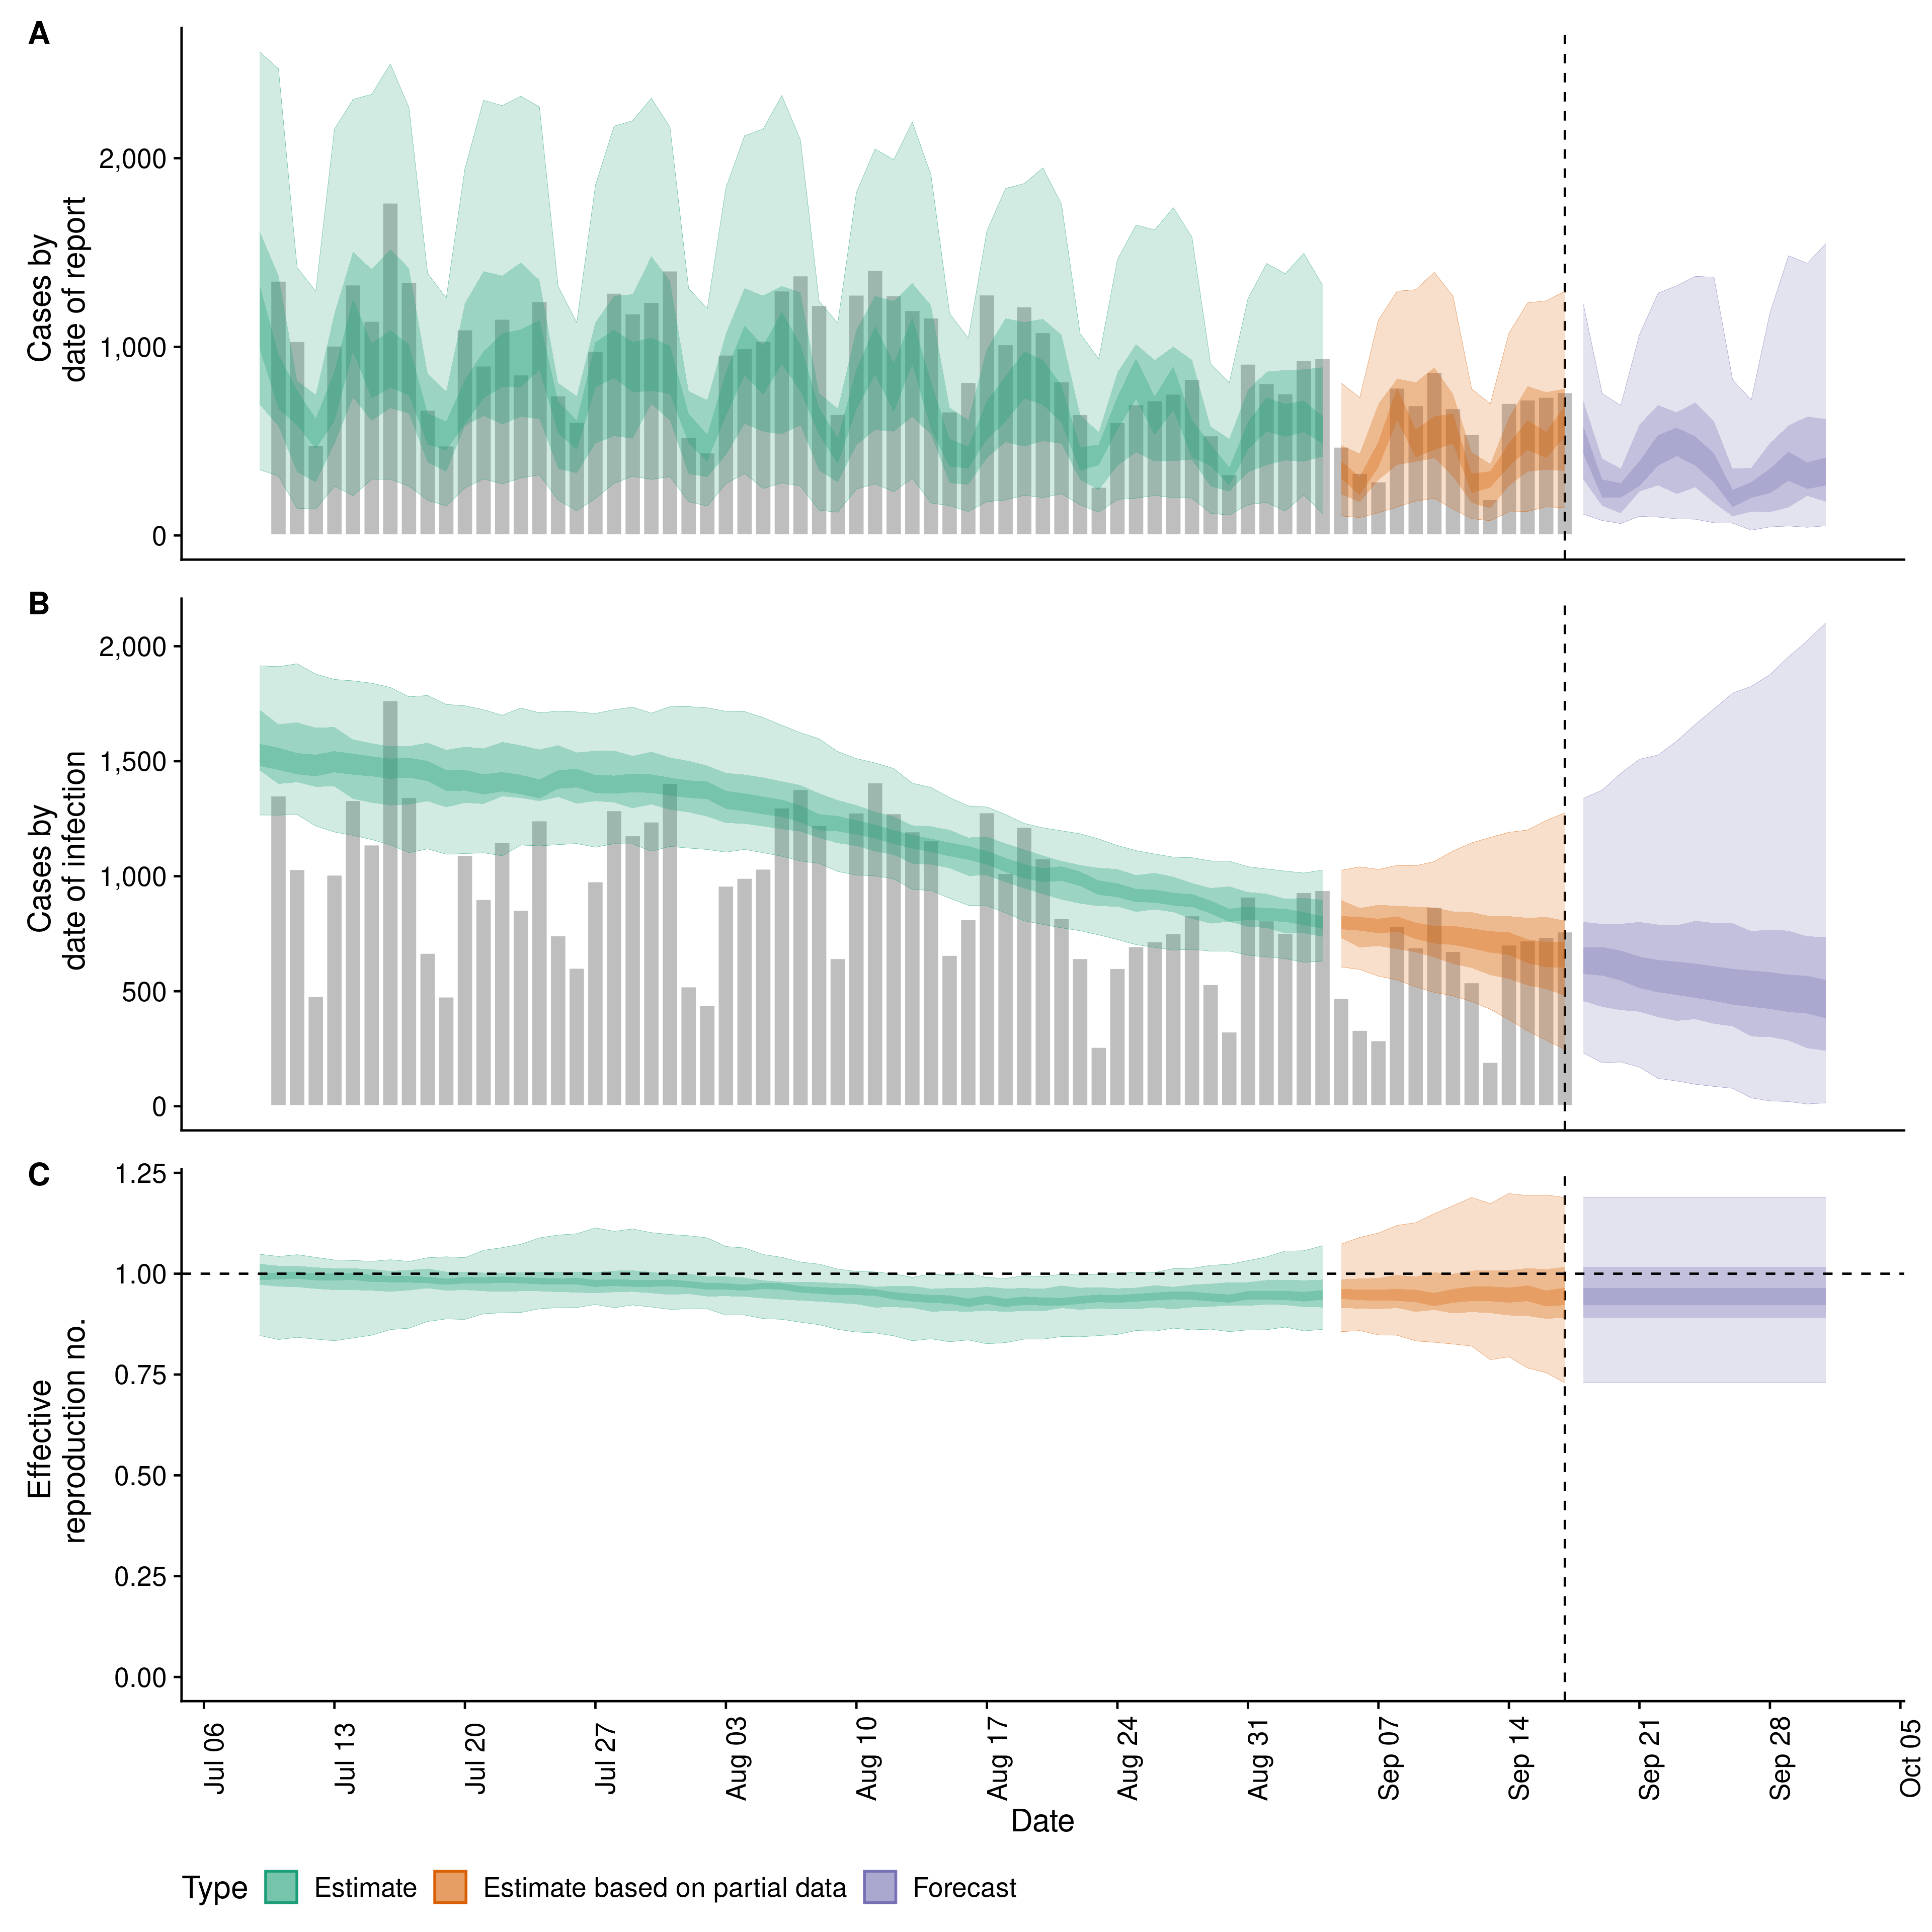 A
Cases by
date of report
2,000
1,000
0
B
Cases by
date of infection
2,000
1,500
1,000
500
0
C
Effective
reproduction no.
1.25
1.00
0.75
0.50
0.25
0.00
Jul 06
Jul 13
Jul 20
Jul 27
Aug 03
Aug 10
Aug 17
Aug 24
Aug 31
Sep 07
Sep 14
Sep 21
Sep 28
Oct 05
Date
Type Estimate Estimate based on partial data Forecast